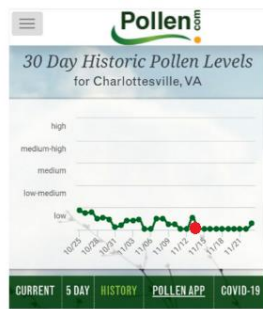 Pollen.com
30 Day Historic Pollen Levels
for Charlottesville, VA
high
medium-high
medium
low-medium
low
10/25 10/28 10/31 11/03 11/06 11/09 11/12 11/15 11/18 11/21
CURRENT 5 DAY HISTORY POLLEN APP COVID-19